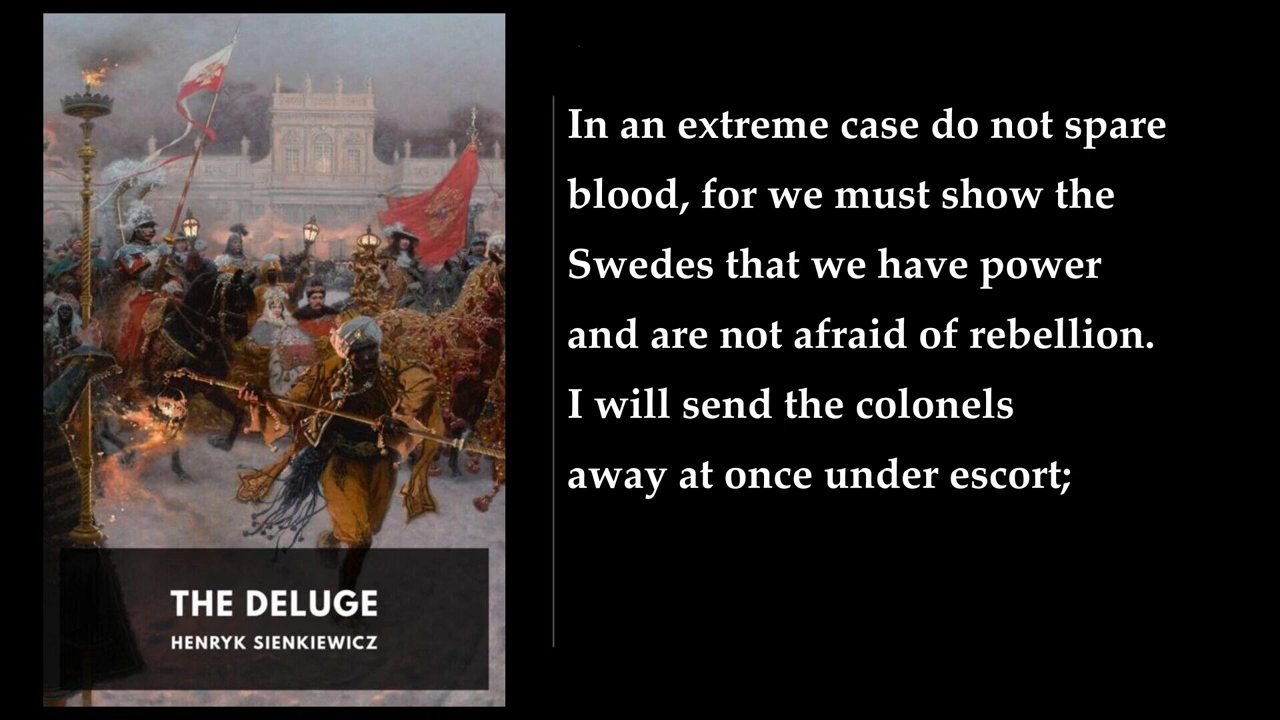 THE DELUGE
HENRYK SIENKIEWICZ
In an extreme case do not spare
blood, for we must show the
Swedes that we have power
and are not afraid of rebellion.
I will send the colonels
away at once under escort;